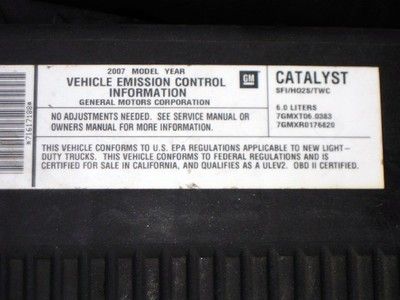 2007 MODEL YEAR
VEHICLE EMISSION CONTROL
INFORMATION
GENERAL MOTORS CORPORATION
GM
CATALYST
SFI/HO2S/TWC
NO ADJUSTMENTS NEEDED. SEE SERVICE MANUAL OR
OWNERS MANUAL FOR MORE INFORMATION.
6.0 LITERS
7GMXT06.0383
7GMXR0176820
THIS VEHICLE CONFORMS TO U.S. EPA REGULATIONS APPLICABLE TO NEW LIGHT-
DUTY TRUCKS. THIS VEHICLE CONFORMS TO FEDERAL REGULATIONS AND IS
CERTIFIED FOR SALE IN CALIFORNIA, AND QUALIFIES AS A ULEV2. OBD II CERTIFIED.